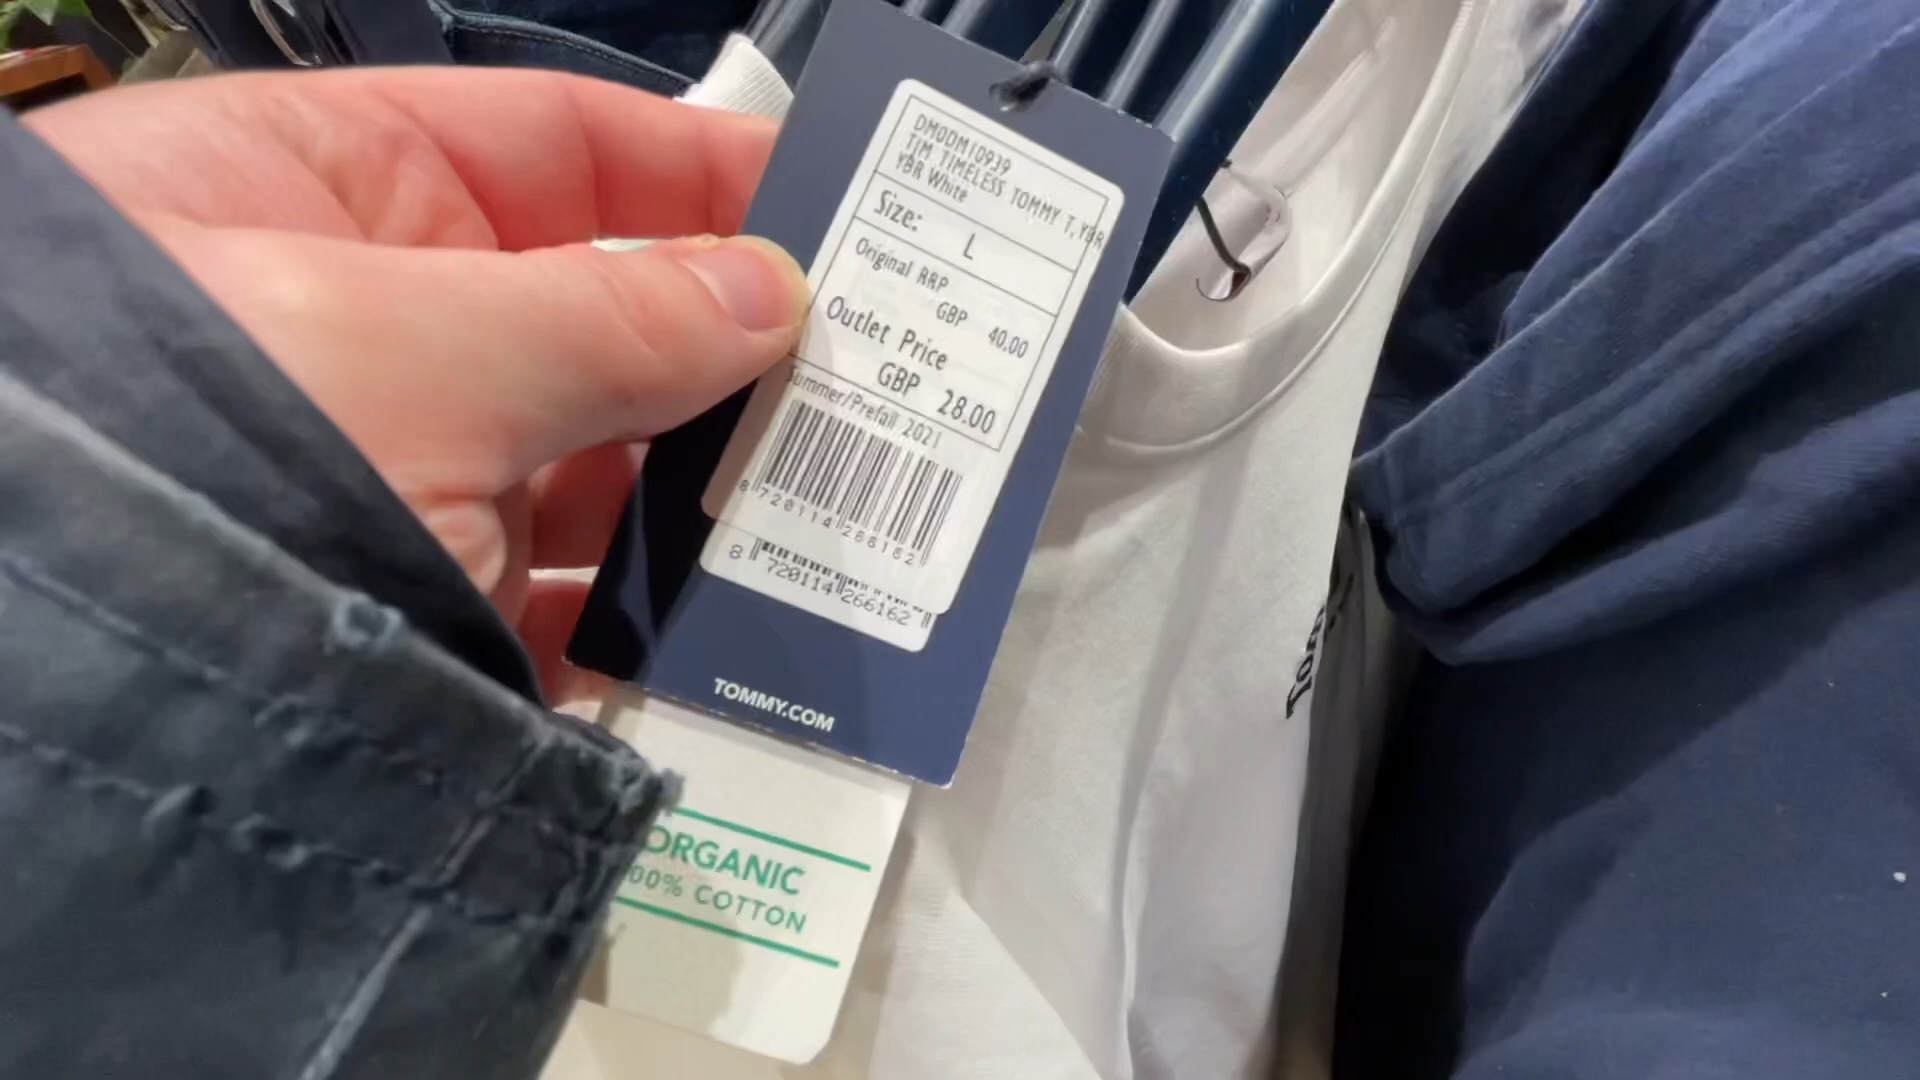 DM0DM10939
TJM TIMELESS TOMMY T,YBR
YBR White
Size: L
Original RRP
GBP 40.00
Outlet Price
GBP 28.00
Summer/Prefall 2021
8 720114 266162
8 720114 266162
TOMMY.COM
ORGANIC
00% COTTON